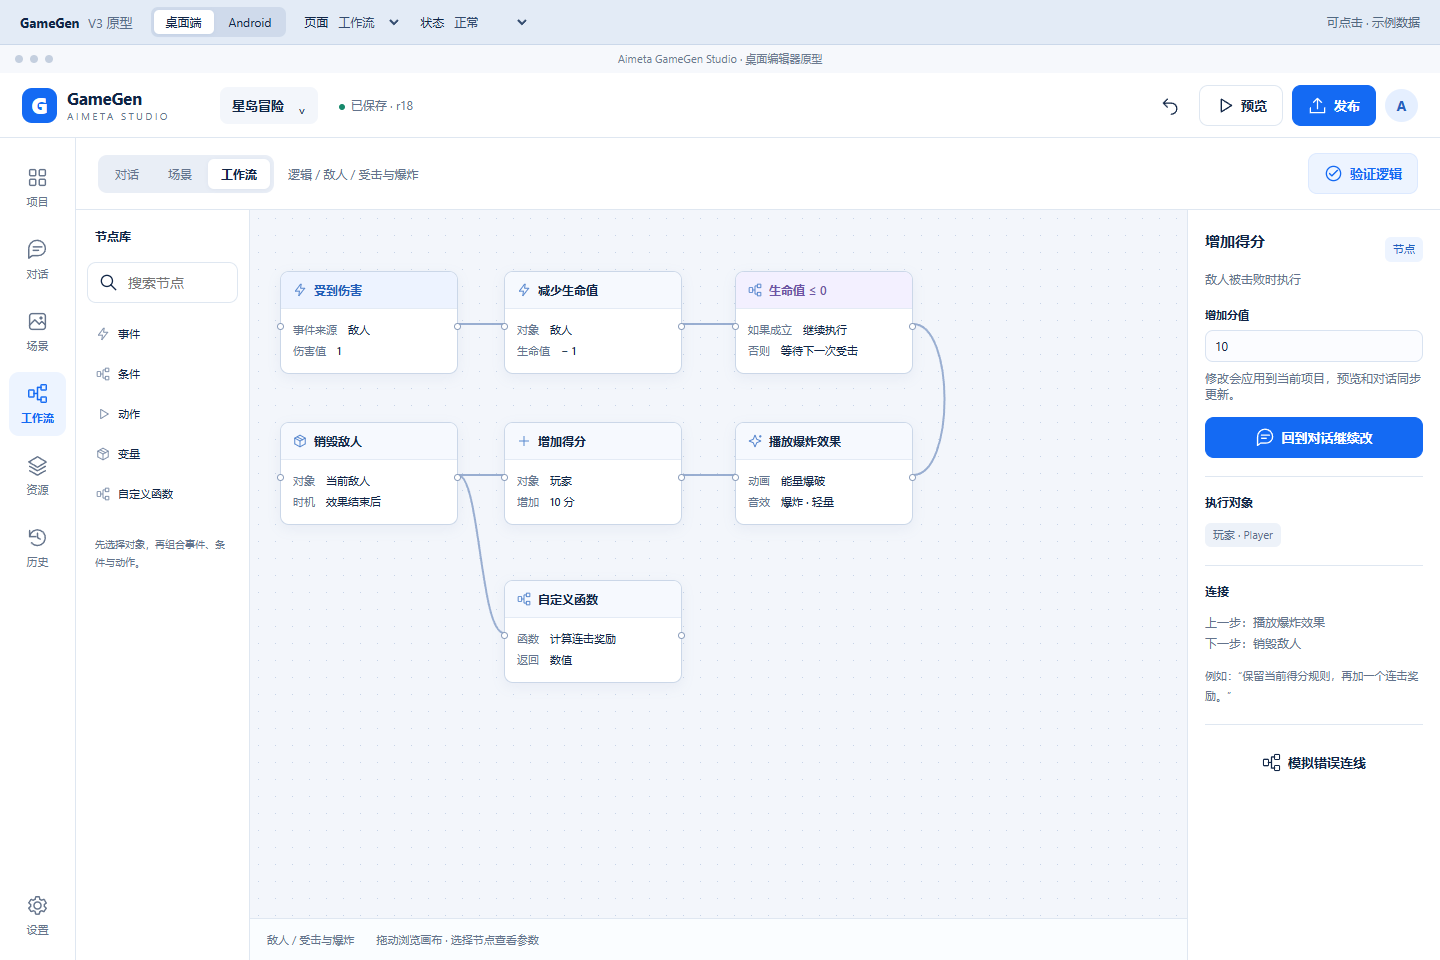 GameGen V3 原型 桌面端 Android 页面 工作流 状态 正常 可点击 · 示例数据
Aimeta GameGen Studio · 桌面编辑器原型
G GameGen
AIMETA STUDIO
星岛冒险 已保存 · r18 预览 发布 A
项目
对话
场景
工作流
资源
历史
设置
对话 场景 工作流 逻辑 / 敌人 / 受击与爆炸 验证逻辑
节点库
搜索节点
事件
条件
动作
变量
自定义函数
先选择对象，再组合事件、条
件与动作。
受到伤害
事件来源 敌人
伤害值 1
减少生命值
对象 敌人
生命值 − 1
生命值 ≤ 0
如果成立 继续执行
否则 等待下一次受击
销毁敌人
对象 当前敌人
时机 效果结束后
增加得分
对象 玩家
增加 10 分
播放爆炸效果
动画 能量爆破
音效 爆炸 · 轻量
自定义函数
函数 计算连击奖励
返回 数值
敌人 / 受击与爆炸 拖动浏览画布 · 选择节点查看参数
增加得分 节点
敌人被击败时执行
增加分值
10
修改会应用到当前项目，预览和对话同步
更新。
回到对话继续改
执行对象
玩家 · Player
连接
上一步：播放爆炸效果
下一步：销毁敌人
例如：“保留当前得分规则，再加一个连击奖
励。”
模拟错误连线